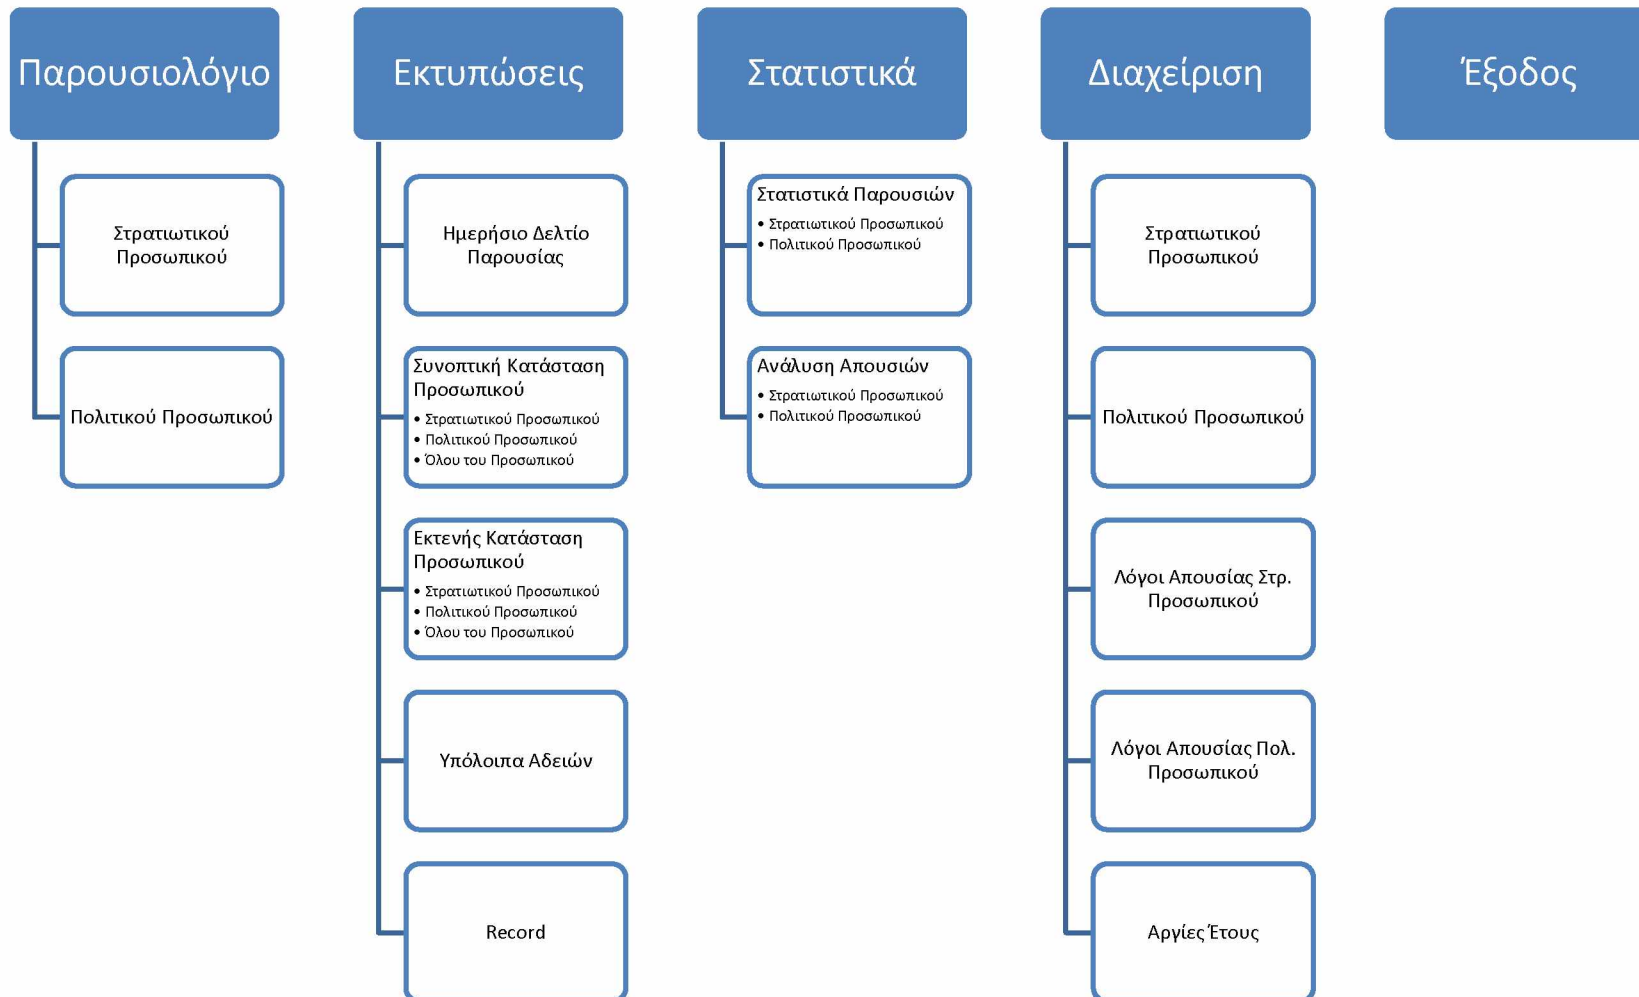 Παρουσιολόγιο
Στρατιωτικού
Προσωπικού
Πολιτικού Προσωπικού
Εκτυπώσεις
Ημερήσιο Δελτίο
Παρουσίας
Συνοπτική Κατάσταση
Προσωπικού
• Στρατιωτικού Προσωπικού
• Πολιτικού Προσωπικού
• Όλου του Προσωπικού
Εκτενής Κατάσταση
Προσωπικού
• Στρατιωτικού Προσωπικού
• Πολιτικού Προσωπικού
• Όλου του Προσωπικού
Υπόλοιπα Αδειών
Record
Στατιστικά
Στατιστικά Παρουσιών
• Στρατιωτικού Προσωπικού
• Πολιτικού Προσωπικού
Ανάλυση Απουσιών
• Στρατιωτικού Προσωπικού
• Πολιτικού Προσωπικού
Διαχείριση
Στρατιωτικού
Προσωπικού
Πολιτικού Προσωπικού
Λόγοι Απουσίας Στρ.
Προσωπικού
Λόγοι Απουσίας Πολ.
Προσωπικού
Αργίες Έτους
Έξοδος